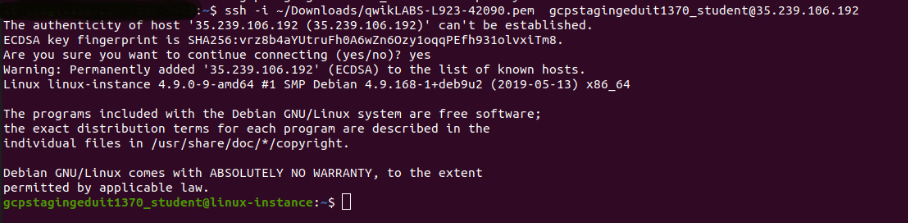 :~$ ssh -i ~/Downloads/qwikLABS-L923-42090.pen  gcpstagingeduit1370_student@35.239.106.192
The authenticity of host '35.239.106.192 (35.239.106.192)' can't be established.
ECDSA key fingerprint is SHA256:vrz8b4aYUtruFh0A6wZn6Ozy1oqqPEfh931olvxiTm8.
Are you sure you want to continue connecting (yes/no)? yes
Warning: Permanently added '35.239.106.192' (ECDSA) to the list of known hosts.
Linux linux-instance 4.9.0-9-amd64 #1 SMP Debian 4.9.168-1+deb9u2 (2019-05-13) x86_64
The programs included with the Debian GNU/Linux system are free software;
the exact distribution terms for each program are described in the
individual files in /usr/share/doc/*/copyright.
Debian GNU/Linux comes with ABSOLUTELY NO WARRANTY, to the extent
permitted by applicable law.
gcpstagingeduit1370_student@linux-instance:~$